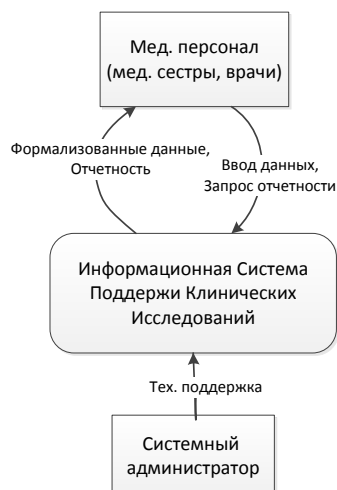 Мед. персонал
(мед. сестры, врачи)
Формализованные данные,
Отчетность
Ввод данных,
Запрос отчетности
Информационная Система
Поддержи Клинических
Исследований
Тех. поддержка
Системный
администратор